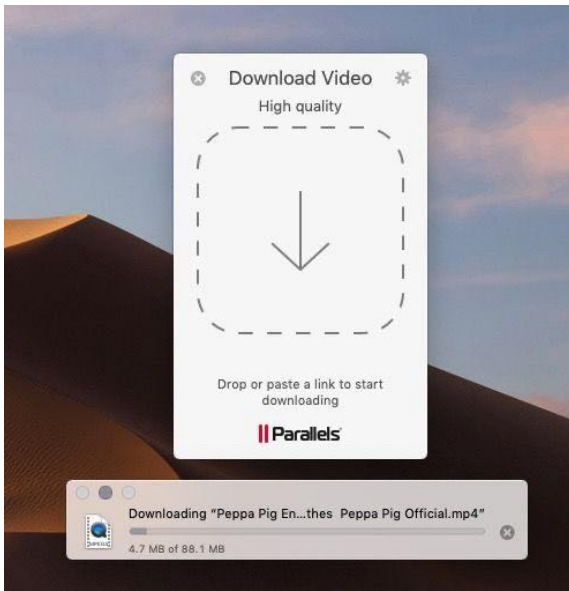 Download Video
High quality
Drop or paste a link to start
downloading
Parallels
Downloading “Peppa Pig En...thes  Peppa Pig Official.mp4”
4.7 MB of 88.1 MB